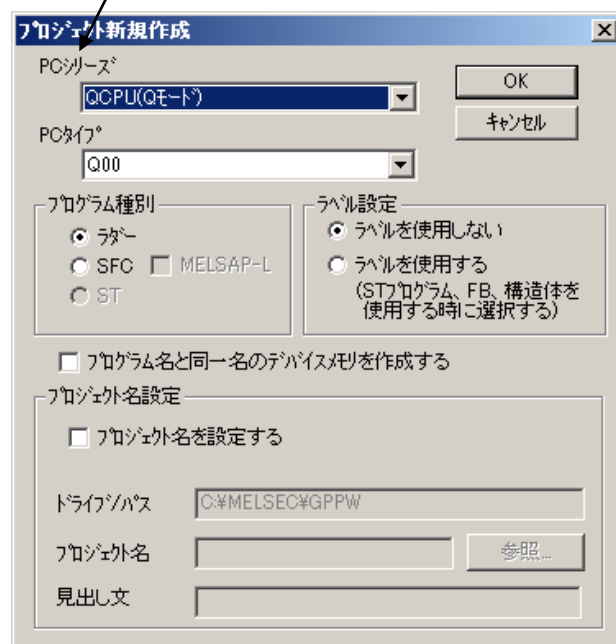 プロジェクト新規作成
PCシリーズ
QCPU(Qモード)
OK
キャンセル
PCタイプ
Q00
プログラム種別
ラダー
SFC
MELSAP-L
ST
ラベル設定
ラベルを使用しない
ラベルを使用する
(STプログラム、FB、構造体を
使用する時に選択する)
プログラム名と同一名のデバイスメモリを作成する
プロジェクト名設定
プロジェクト名を設定する
ドライブ/パス
C:¥MELSEC¥GPPW
プロジェクト名
参照...
見出し文